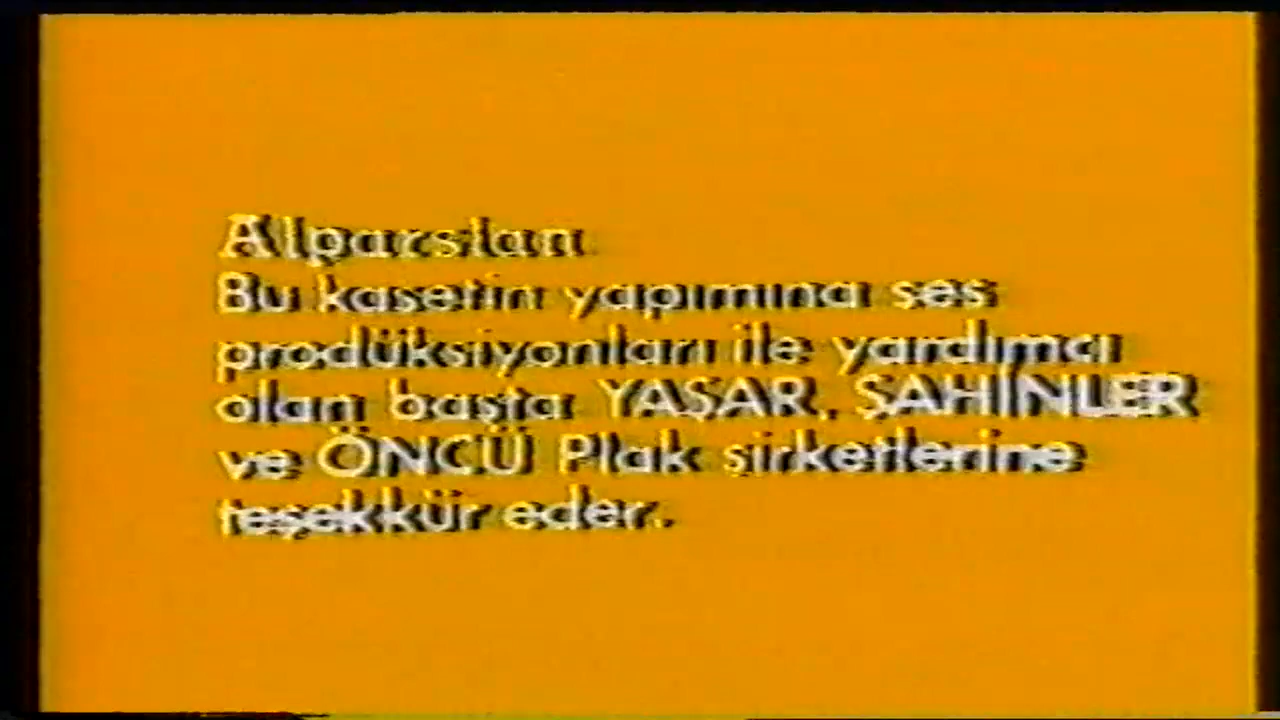 Alparslan
Bu kasetin yapımına ses
prodüksiyonları ile yardımcı
olan başta YAŞAR, ŞAHİNLER
ve ÖNCÜ Plak şirketlerine
teşekkür eder.